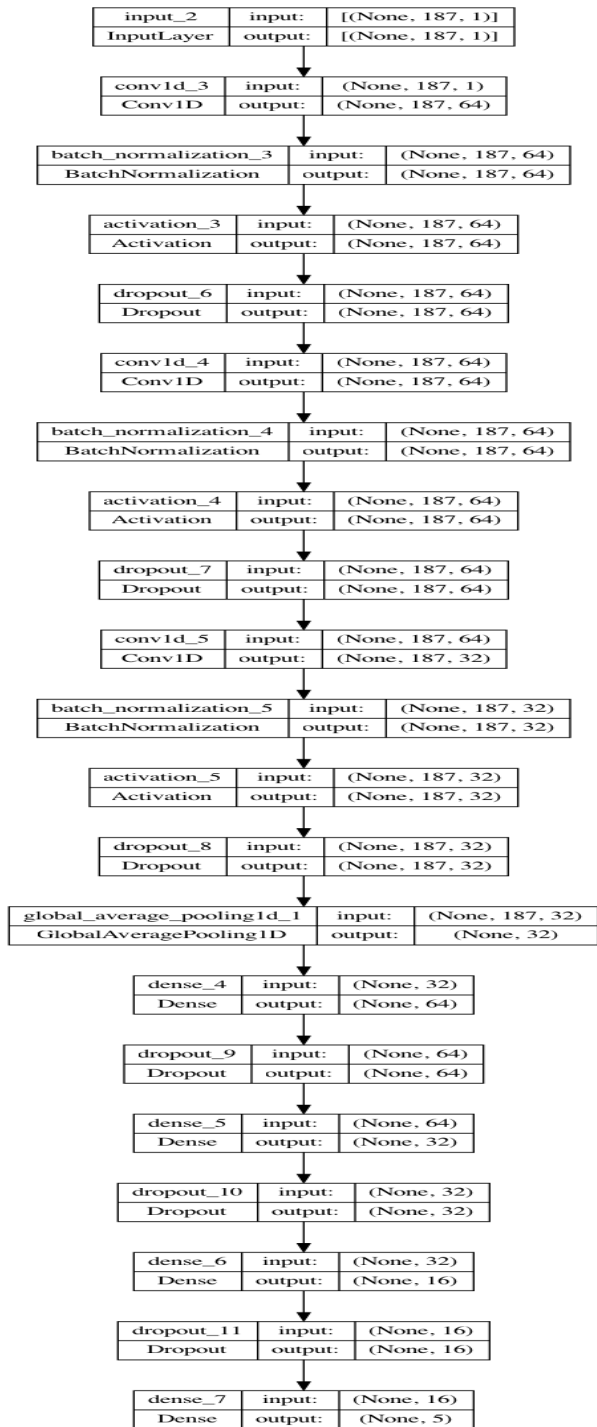 input_2 input: [(None, 187, 1)]
InputLayer output: [(None, 187, 1)]
conv1d_3 input: (None, 187, 1)
Conv1D output: (None, 187, 64)
batch_normalization_3 input: (None, 187, 64)
BatchNormalization output: (None, 187, 64)
activation_3 input: (None, 187, 64)
Activation output: (None, 187, 64)
dropout_6 input: (None, 187, 64)
Dropout output: (None, 187, 64)
conv1d_4 input: (None, 187, 64)
Conv1D output: (None, 187, 64)
batch_normalization_4 input: (None, 187, 64)
BatchNormalization output: (None, 187, 64)
activation_4 input: (None, 187, 64)
Activation output: (None, 187, 64)
dropout_7 input: (None, 187, 64)
Dropout output: (None, 187, 64)
conv1d_5 input: (None, 187, 64)
Conv1D output: (None, 187, 32)
batch_normalization_5 input: (None, 187, 32)
BatchNormalization output: (None, 187, 32)
activation_5 input: (None, 187, 32)
Activation output: (None, 187, 32)
dropout_8 input: (None, 187, 32)
Dropout output: (None, 187, 32)
global_average_pooling1d_1 input: (None, 187, 32)
GlobalAveragePooling1D output: (None, 32)
dense_4 input: (None, 32)
Dense output: (None, 64)
dropout_9 input: (None, 64)
Dropout output: (None, 64)
dense_5 input: (None, 64)
Dense output: (None, 32)
dropout_10 input: (None, 32)
Dropout output: (None, 32)
dense_6 input: (None, 32)
Dense output: (None, 16)
dropout_11 input: (None, 16)
Dropout output: (None, 16)
dense_7 input: (None, 16)
Dense output: (None, 5)